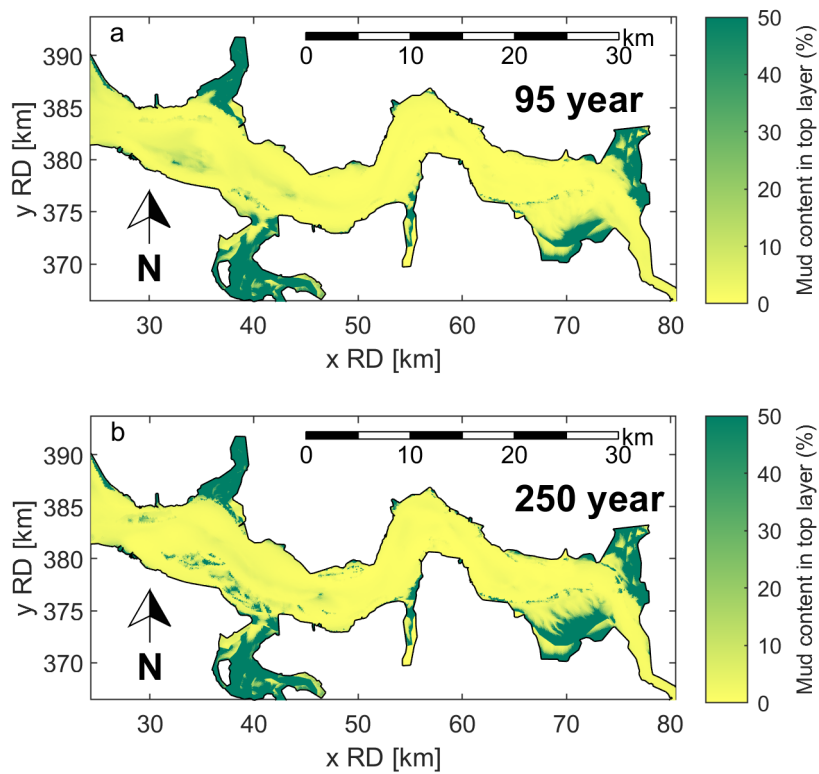 a
km
0 10 20 30
95 year
N
390
385
380
375
370
y RD [km]
30 40 50 60 70 80
x RD [km]
50
40
30
20
10
0
Mud content in top layer (%)
b
km
0 10 20 30
250 year
N
390
385
380
375
370
y RD [km]
30 40 50 60 70 80
x RD [km]
50
40
30
20
10
0
Mud content in top layer (%)